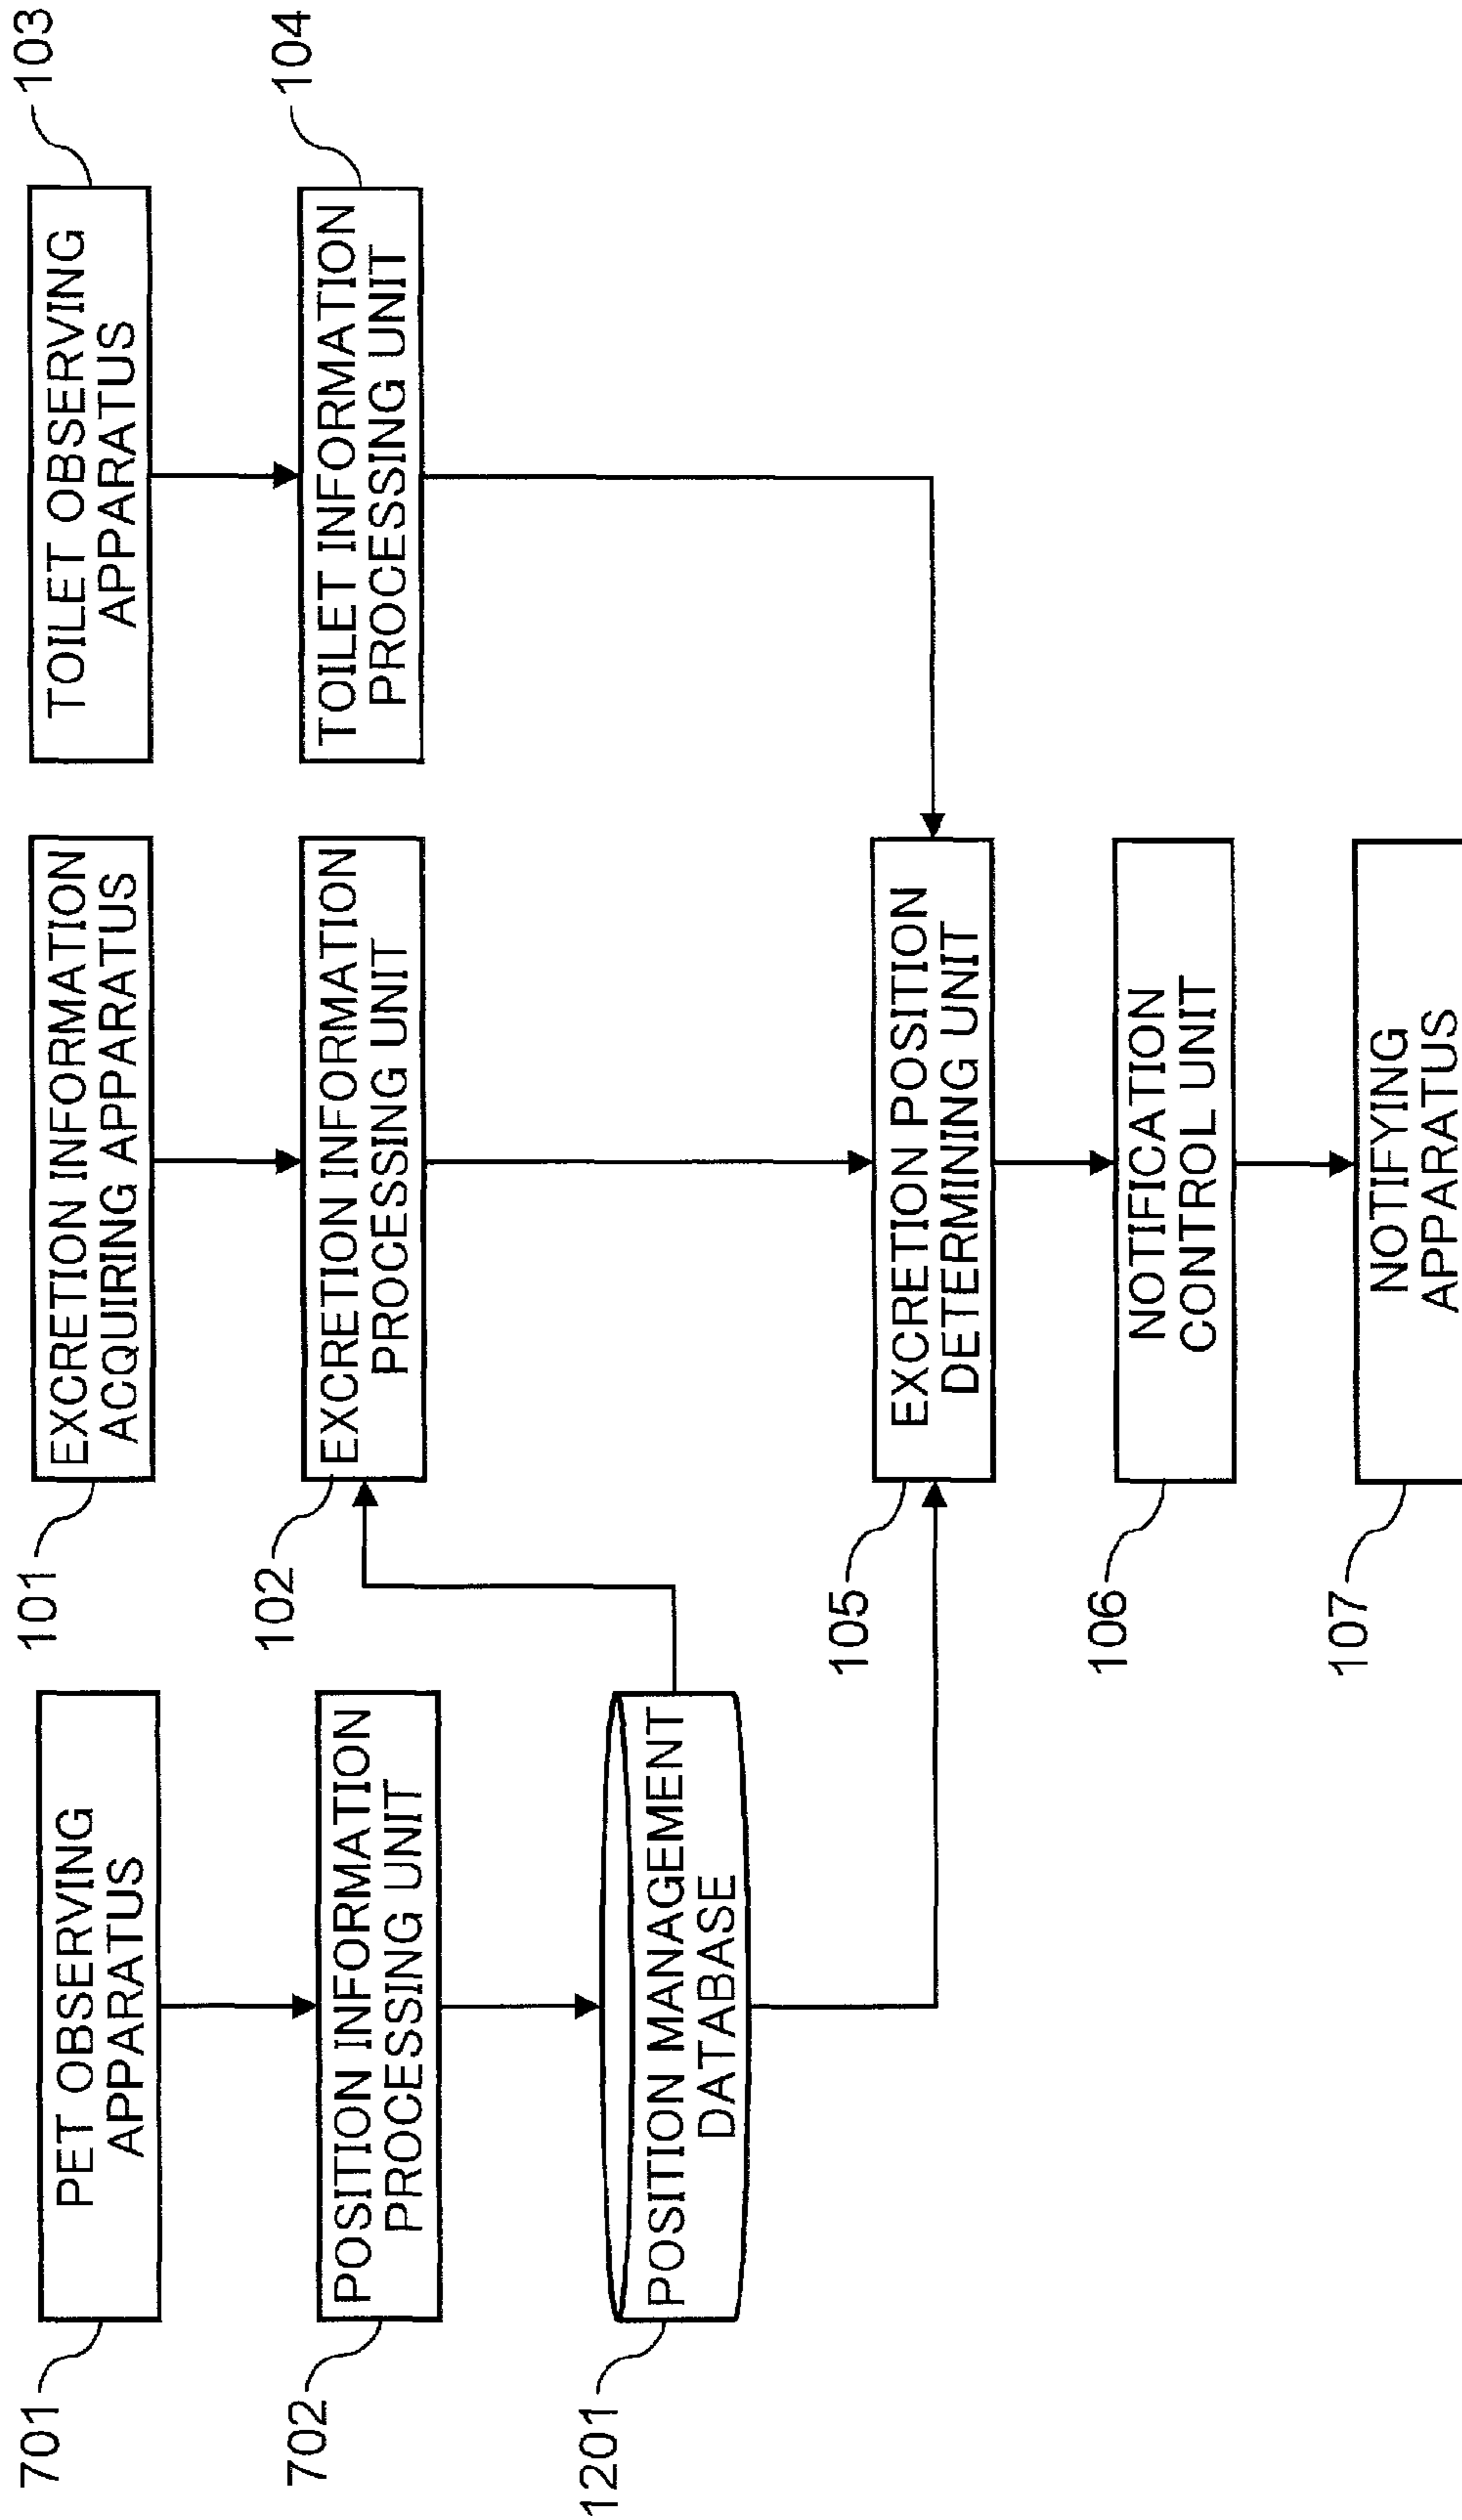 701
PET OBSERVING
APPARATUS
702
POSITION INFORMATION
PROCESSING UNIT
1201
POSITION MANAGEMENT
DATABASE
101
EXCRETION INFORMATION
ACQUIRING APPARATUS
102
EXCRETION INFORMATION
PROCESSING UNIT
105
EXCRETION POSITION
DETERMINING UNIT
106
NOTIFICATION
CONTROL UNIT
107
NOTIFYING
APPARATUS
103
TOILET OBSERVING
APPARATUS
104
TOILET INFORMATION
PROCESSING UNIT